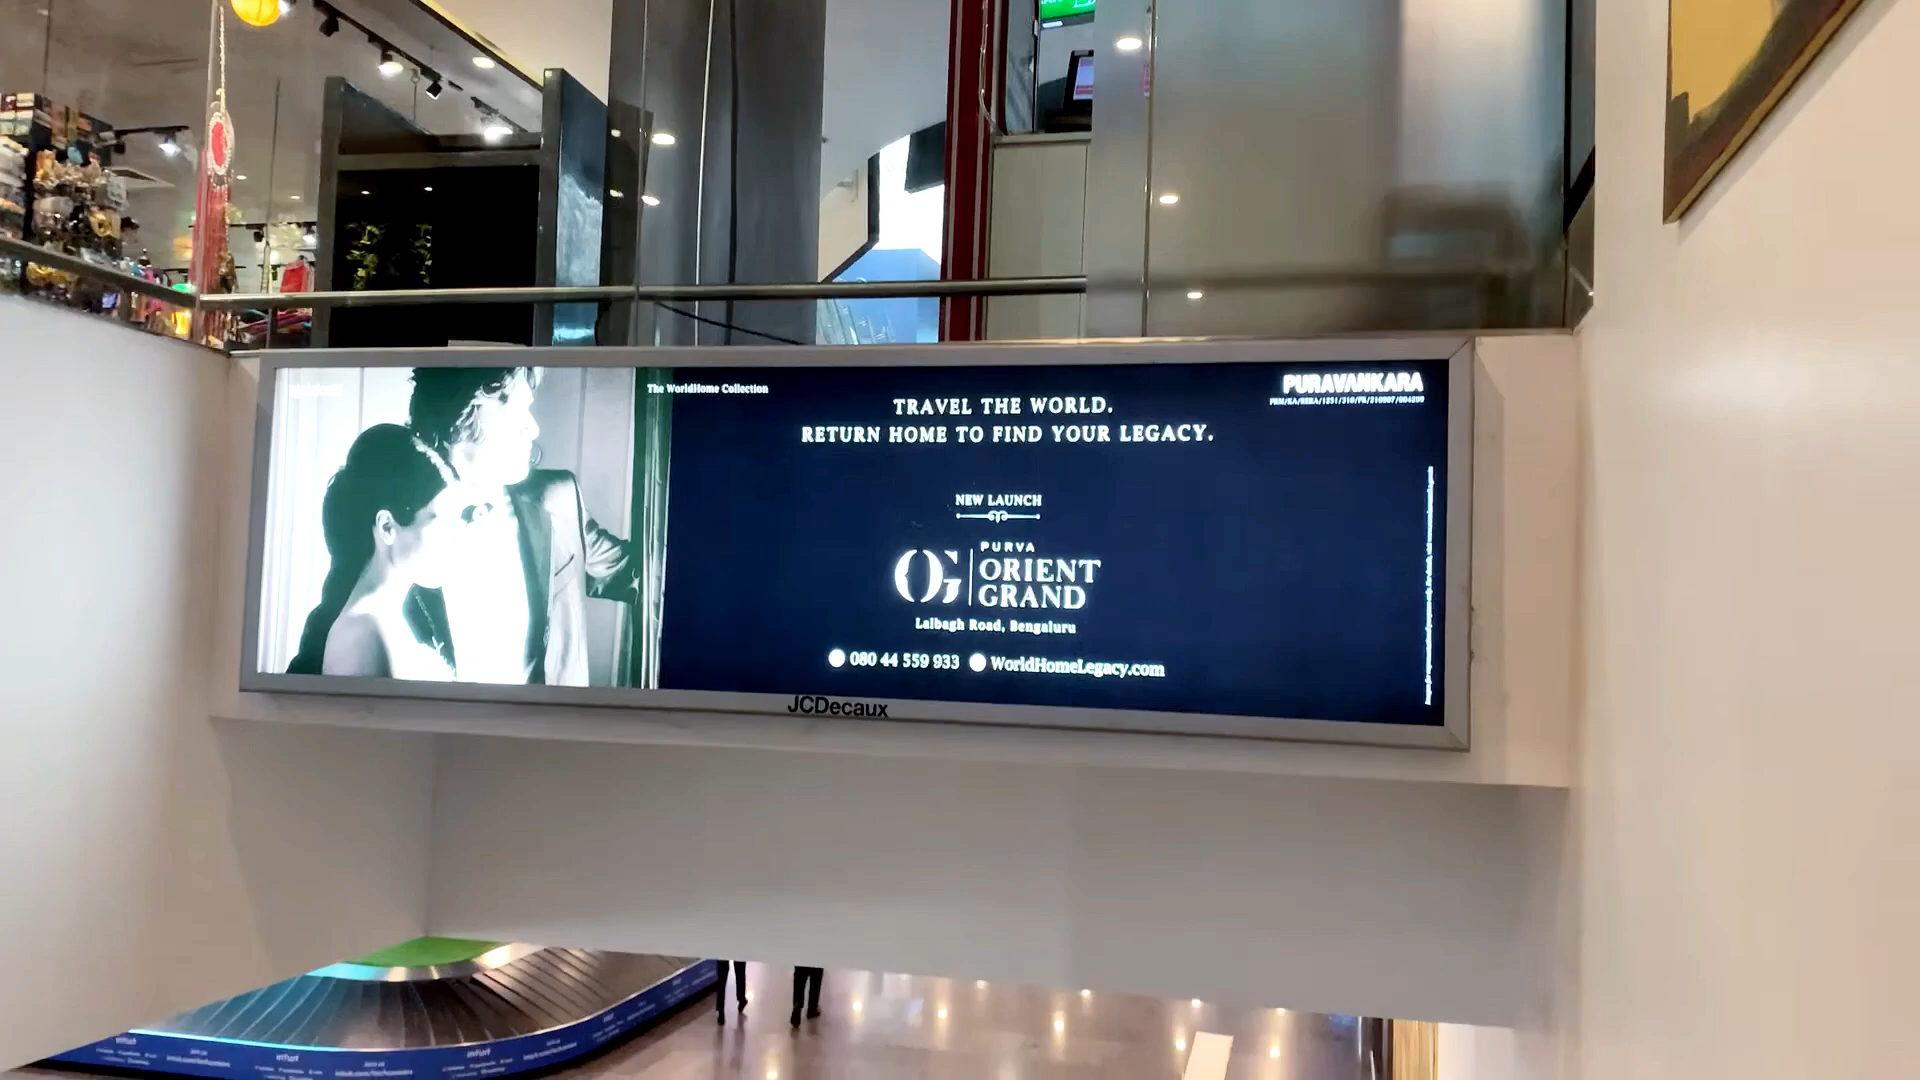 The WorldHome Collection
TRAVEL THE WORLD.
RETURN HOME TO FIND YOUR LEGACY.
PURAVANKARA
NEW LAUNCH
PURVA
OG ORIENT
GRAND
Lalbagh Road, Bengaluru
080 44 559 933 WorldHomeLegacy.com
JCDecaux